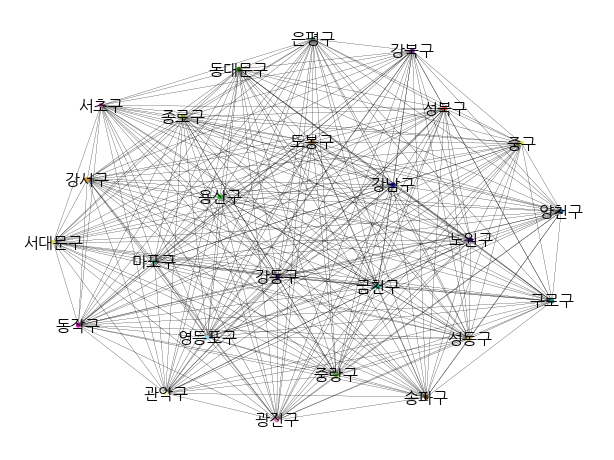 은평구
강북구
동대문구
서초구
종로구
성북구
도봉구
중구
강서구
강남구
용산구
양천구
서대문구
노원구
마포구
강동구
금천구
구로구
동작구
영등포구
성동구
중랑구
관악구
송파구
광진구